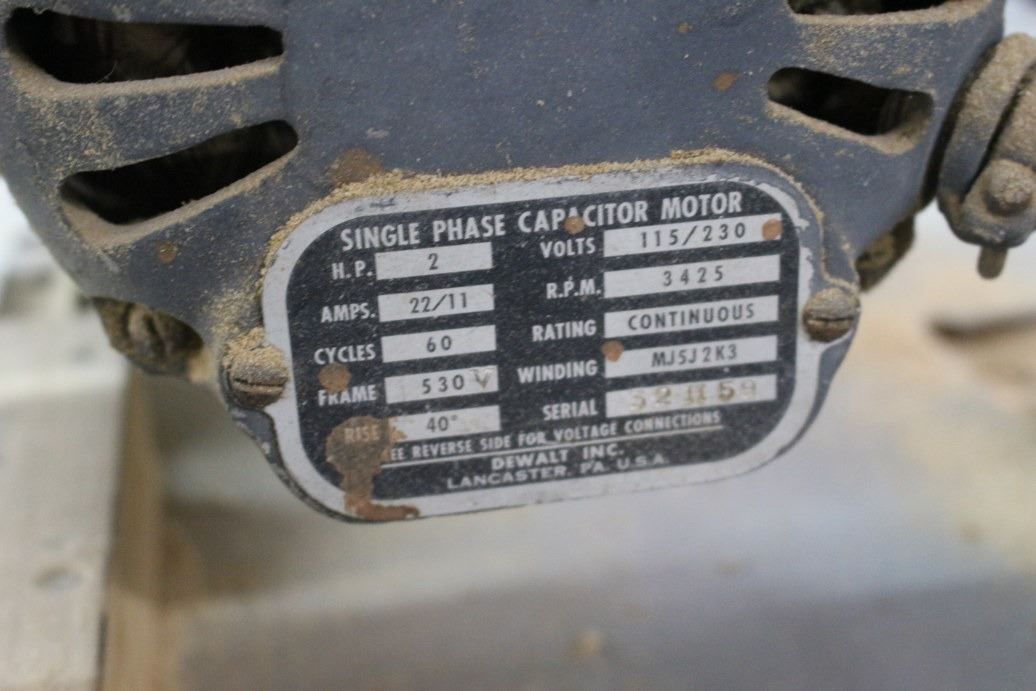 SINGLE PHASE CAPACITOR MOTOR
H.P. 2 VOLTS 115/230
AMPS. 22/11 R.P.M. 3425
CYCLES 60 RATING CONTINUOUS
FRAME 530 V WINDING MJ5J2K3
RISE 40° SERIAL
REVERSE SIDE FOR VOLTAGE CONNECTIONS
DEWALT INC.
LANCASTER, PA. U.S.A.